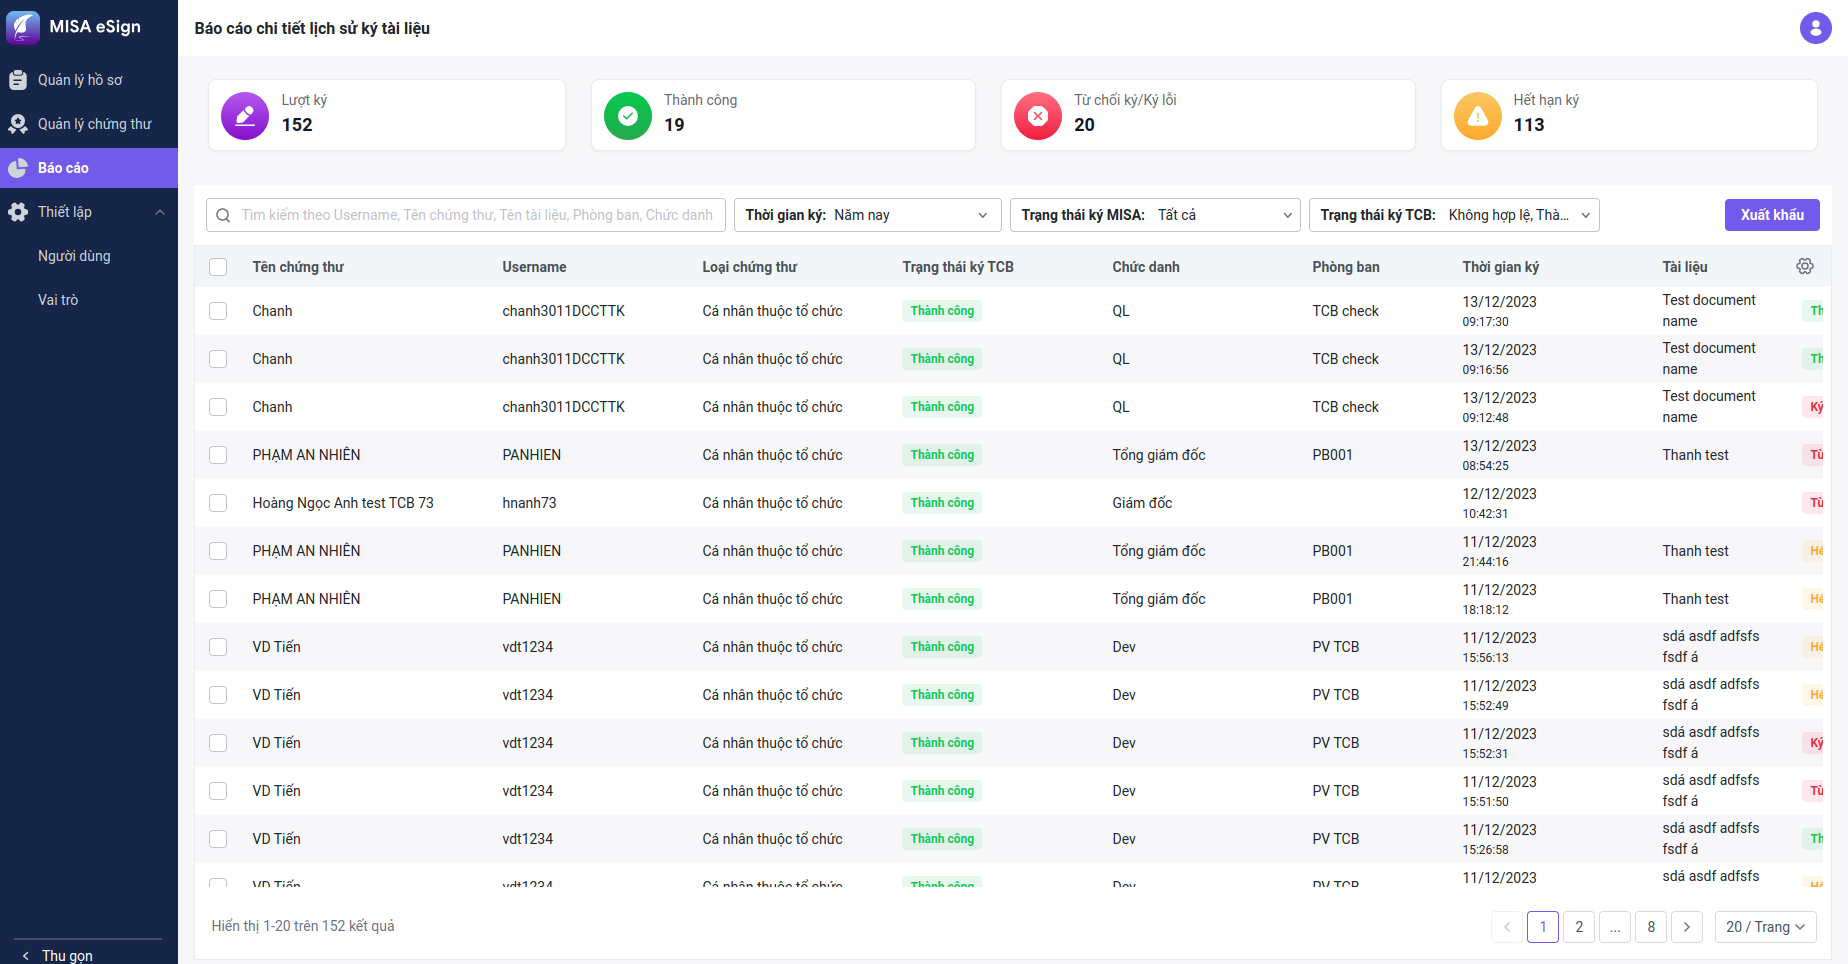 MISA eSign
Báo cáo chi tiết lịch sử ký tài liệu
Quản lý hồ sơ
Quản lý chứng thư
Báo cáo
Thiết lập
Người dùng
Vai trò
Thu gọn
Lượt ký
152
Thành công
19
Từ chối ký/Ký lỗi
20
Hết hạn ký
113
Tìm kiếm theo Username, Tên chứng thư, Tên tài liệu, Phòng ban, Chức danh
Thời gian ký: Năm nay
Trạng thái ký MISA: Tất cả
Trạng thái ký TCB: Không hợp lệ, Thà...
Xuất khẩu
Tên chứng thư Username Loại chứng thư Trạng thái ký TCB Chức danh Phòng ban Thời gian ký Tài liệu
Chanh chanh3011DCCTTK Cá nhân thuộc tổ chức Thành công QL TCB check 13/12/2023 Test document Th
09:17:30 name
Chanh chanh3011DCCTTK Cá nhân thuộc tổ chức Thành công QL TCB check 13/12/2023 Test document Th
09:16:56 name
Chanh chanh3011DCCTTK Cá nhân thuộc tổ chức Thành công QL TCB check 13/12/2023 Test document Ký
09:12:48 name
PHẠM AN NHIÊN PANHIEN Cá nhân thuộc tổ chức Thành công Tổng giám đốc PB001 13/12/2023 Thanh test Từ
08:54:25
Hoàng Ngọc Anh test TCB 73 hnanh73 Cá nhân thuộc tổ chức Thành công Giám đốc 12/12/2023 Từ
10:42:31
PHẠM AN NHIÊN PANHIEN Cá nhân thuộc tổ chức Thành công Tổng giám đốc PB001 11/12/2023 Thanh test Hế
21:44:16
PHẠM AN NHIÊN PANHIEN Cá nhân thuộc tổ chức Thành công Tổng giám đốc PB001 11/12/2023 Thanh test Hế
18:18:12
VD Tiến vdt1234 Cá nhân thuộc tổ chức Thành công Dev PV TCB 11/12/2023 sdá asdf adfsfs Hế
15:56:13 fsdf á
VD Tiến vdt1234 Cá nhân thuộc tổ chức Thành công Dev PV TCB 11/12/2023 sdá asdf adfsfs Hế
15:52:49 fsdf á
VD Tiến vdt1234 Cá nhân thuộc tổ chức Thành công Dev PV TCB 11/12/2023 sdá asdf adfsfs Ký
15:52:31 fsdf á
VD Tiến vdt1234 Cá nhân thuộc tổ chức Thành công Dev PV TCB 11/12/2023 sdá asdf adfsfs Từ
15:51:50 fsdf á
VD Tiến vdt1234 Cá nhân thuộc tổ chức Thành công Dev PV TCB 11/12/2023 sdá asdf adfsfs Th
15:26:58 fsdf á
VD Tiến vdt1234 Cá nhân thuộc tổ chức Thành công Dev PV TCB 11/12/2023 sdá asdf adfsfs Hế
Hiển thị 1-20 trên 152 kết quả
1 2 ... 8
20 / Trang